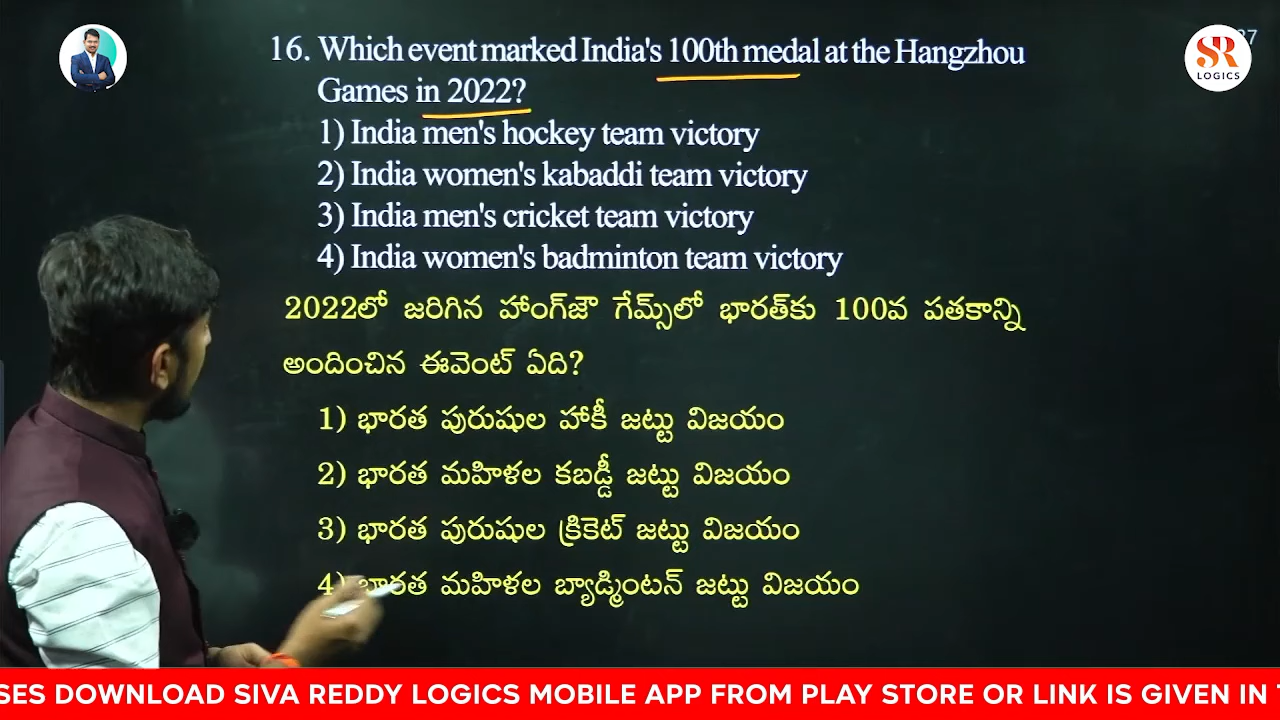 16. Which event marked India's 100th medal at the Hangzhou
Games in 2022?
1) India men's hockey team victory
2) India women's kabaddi team victory
3) India men's cricket team victory
4) India women's badminton team victory
2022లో జరిగిన హాంగ్‌జౌ గేమ్స్‌లో భారత్‌కు 100వ పతకాన్ని
అందించిన ఈవెంట్ ఏది?
1) భారత పురుషుల హాకీ జట్టు విజయం
2) భారత మహిళల కబడ్డీ జట్టు విజయం
3) భారత పురుషుల క్రికెట్ జట్టు విజయం
4) భారత మహిళల బ్యాడ్మింటన్ జట్టు విజయం
SR
LOGICS
SES DOWNLOAD SIVA REDDY LOGICS MOBILE APP FROM PLAY STORE OR LINK IS GIVEN IN